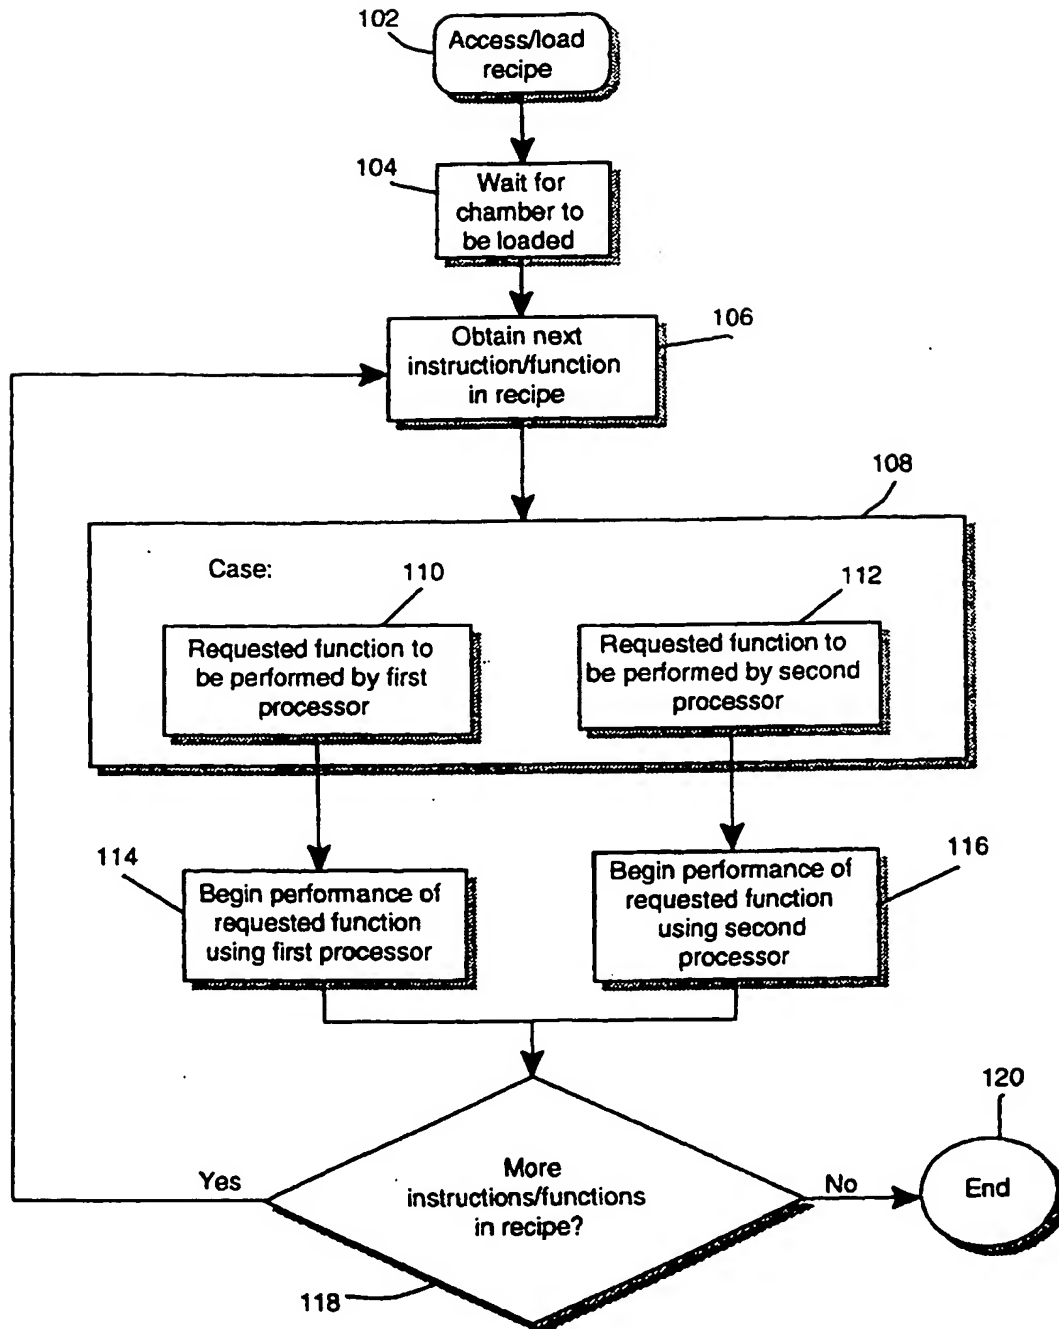 102
Access/load
recipe
104
Wait for
chamber to
be loaded
106
Obtain next
instruction/function
in recipe
108
Case:
110
112
Requested function to
be performed by first
processor
Requested function to
be performed by second
processor
114
Begin performance of
requested function
using first processor
116
Begin performance of
requested function
using second
processor
120
Yes
More
instructions/functions
in recipe?
No
End
118